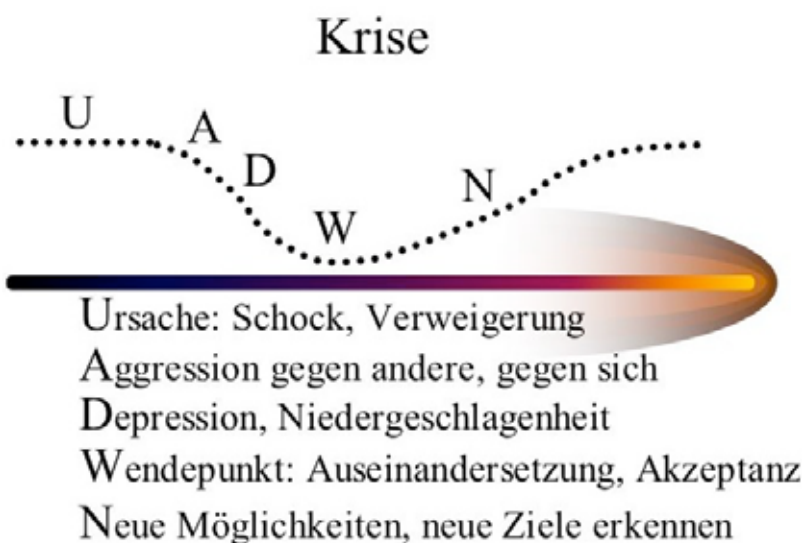 Krise
U
A
D
W
N
Ursache: Schock, Verweigerung
Aggression gegen andere, gegen sich
Depression, Niedergeschlagenheit
Wendepunkt: Auseinandersetzung, Akzeptanz
Neue Möglichkeiten, neue Ziele erkennen